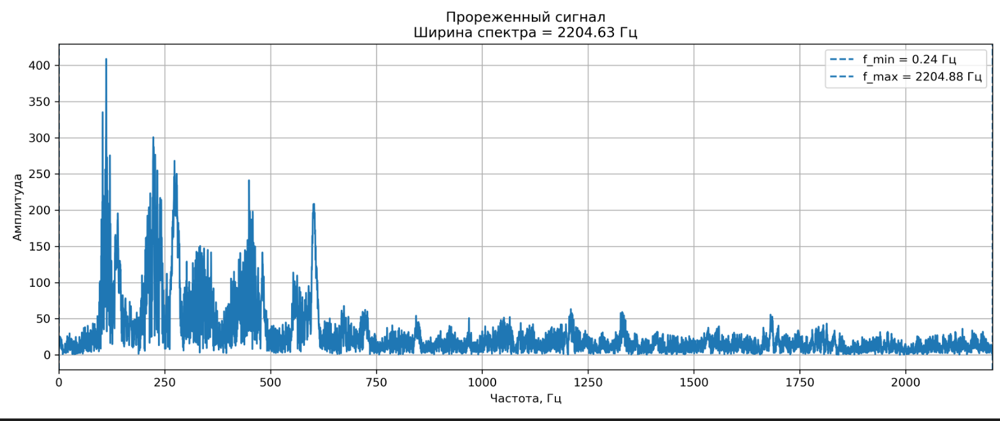 Прореженный сигнал
Ширина спектра = 2204.63 Гц
f_min = 0.24 Гц
f_max = 2204.88 Гц
Амплитуда
400
350
300
250
200
150
100
50
0
0 250 500 750 1000 1250 1500 1750 2000
Частота, Гц